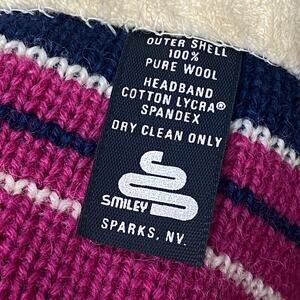 OUTER SHELL
100%
PURE WOOL
HEADBAND
COTTON LYCRA®
SPANDEX
DRY CLEAN ONLY
SMILEY
SPARKS, NV.